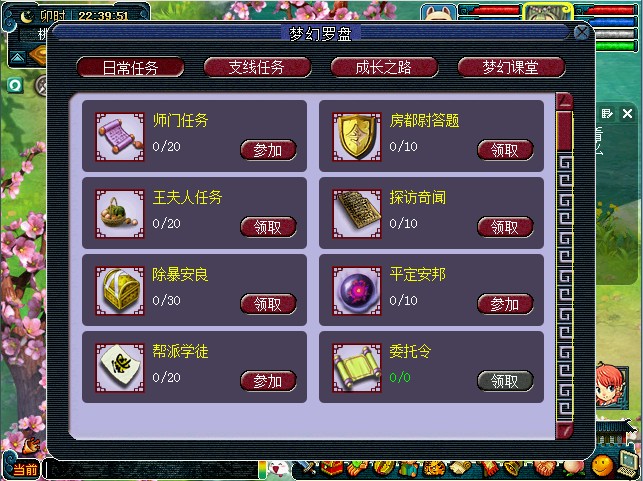 卯时 22:39:51
梦幻罗盘
日常任务 支线任务 成长之路 梦幻课堂
师门任务
0/20 参加
房都尉答题
0/10 领取
王夫人任务
0/20 领取
探访奇闻
0/10 领取
除暴安良
0/30 领取
平定安邦
0/10 参加
帮派学徒
0/20 参加
委托令
0/0 领取
当前